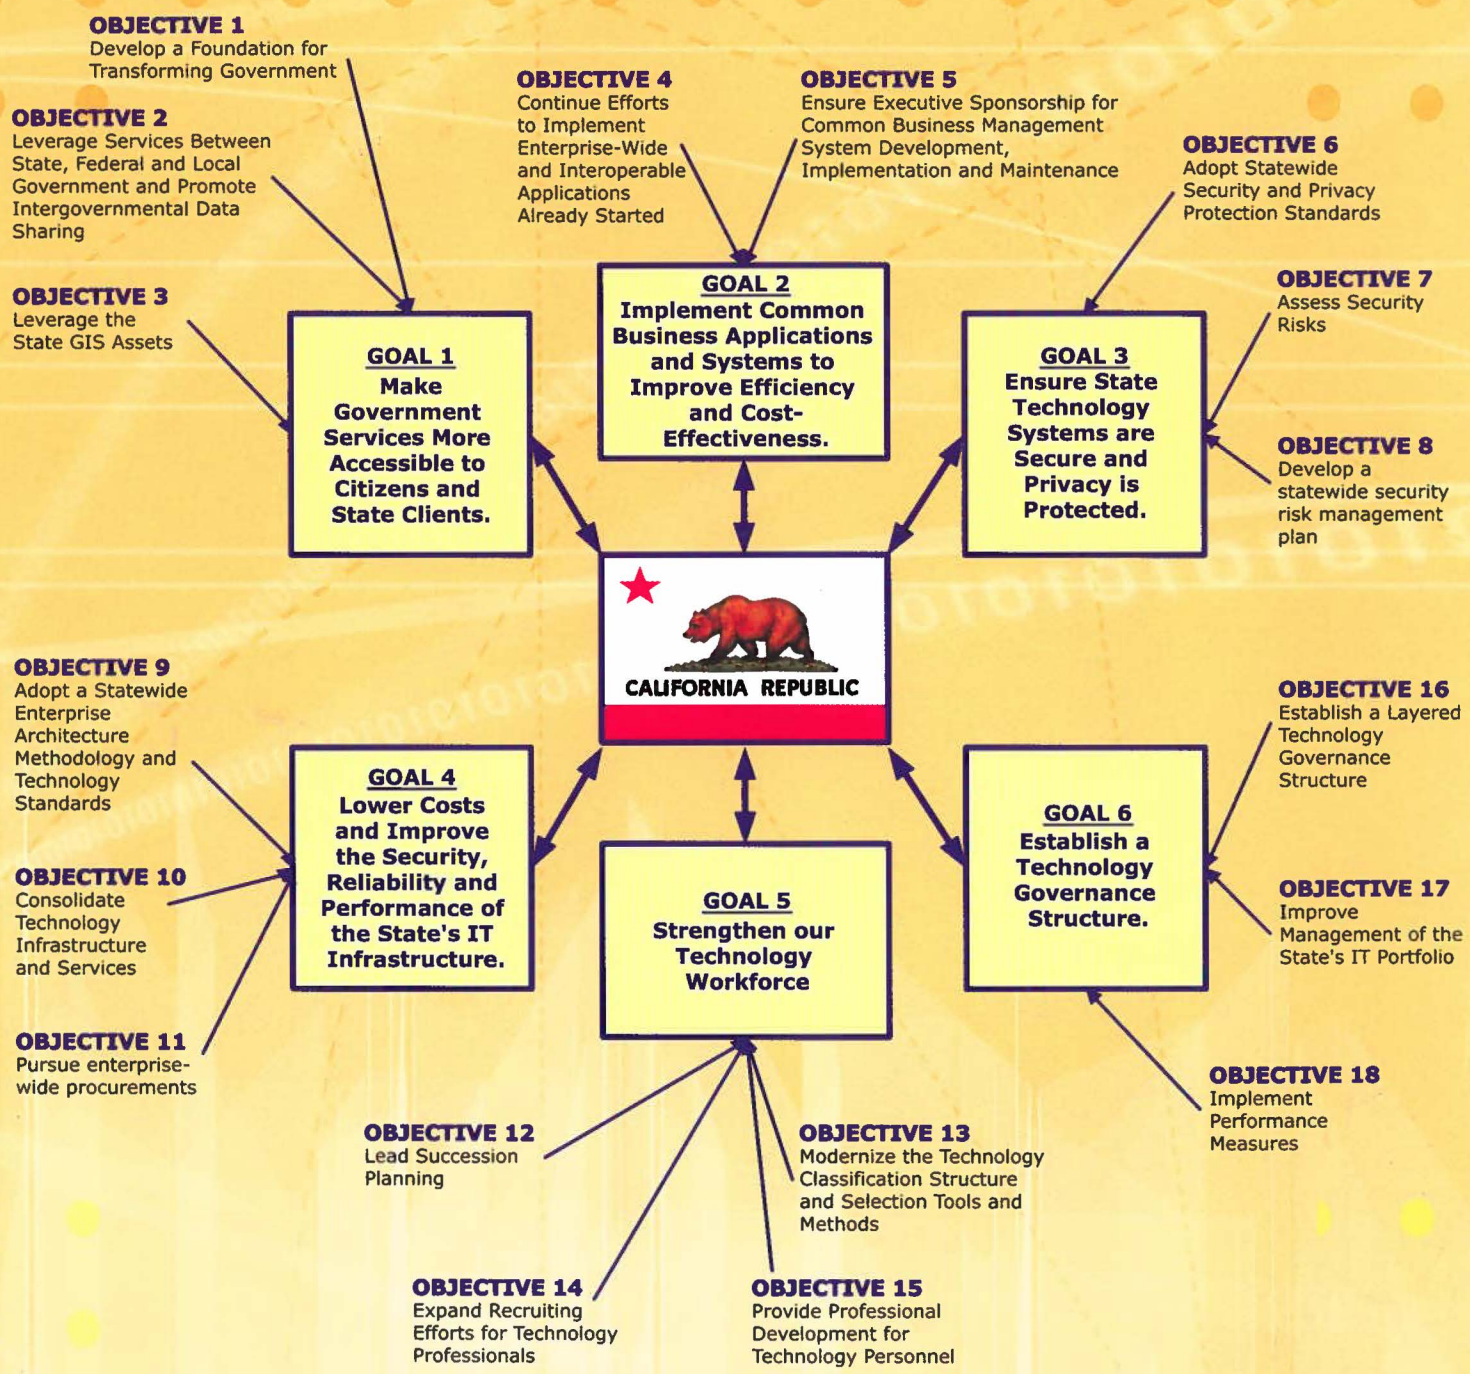 OBJECTIVE 1
Develop a Foundation for
Transforming Government
OBJECTIVE 2
Leverage Services Between
State, Federal and Local
Government and Promote
Intergovernmental Data
Sharing
OBJECTIVE 3
Leverage the
State GIS Assets
OBJECTIVE 4
Continue Efforts
to Implement
Enterprise-Wide
and Interoperable
Applications
Already Started
OBJECTIVE 5
Ensure Executive Sponsorship for
Common Business Management
System Development,
Implementation and Maintenance
OBJECTIVE 6
Adopt Statewide
Security and Privacy
Protection Standards
OBJECTIVE 7
Assess Security
Risks
OBJECTIVE 8
Develop a
statewide security
risk management
plan
GOAL 1
Make
Government
Services More
Accessible to
Citizens and
State Clients.
GOAL 2
Implement Common
Business Applications
and Systems to
Improve Efficiency
and Cost-
Effectiveness.
GOAL 3
Ensure State
Technology
Systems are
Secure and
Privacy is
Protected.
CALIFORNIA REPUBLIC
OBJECTIVE 9
Adopt a Statewide
Enterprise
Architecture
Methodology and
Technology
Standards
OBJECTIVE 10
Consolidate
Technology
Infrastructure
and Services
OBJECTIVE 11
Pursue enterprise-
wide procurements
GOAL 4
Lower Costs
and Improve
the Security,
Reliability and
Performance of
the State's IT
Infrastructure.
GOAL 5
Strengthen our
Technology
Workforce
GOAL 6
Establish a
Technology
Governance
Structure.
OBJECTIVE 16
Establish a Layered
Technology
Governance
Structure
OBJECTIVE 17
Improve
Management of the
State's IT Portfolio
OBJECTIVE 18
Implement
Performance
Measures
OBJECTIVE 12
Lead Succession
Planning
OBJECTIVE 13
Modernize the Technology
Classification Structure
and Selection Tools and
Methods
OBJECTIVE 14
Expand Recruiting
Efforts for Technology
Professionals
OBJECTIVE 15
Provide Professional
Development for
Technology Personnel